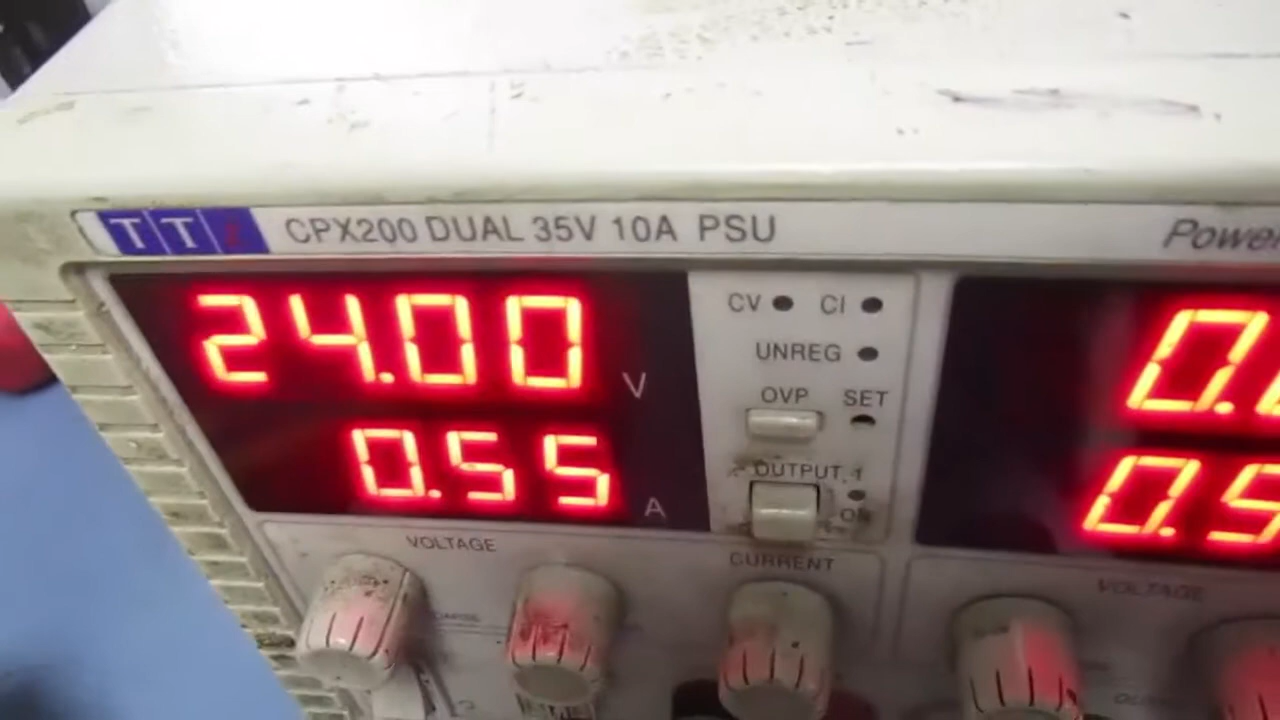 TTi CPX200 DUAL 35V 10A PSU
24.00 V
0.55 A
CV CI
UNREG
OVP SET
OUTPUT 1
ON
VOLTAGE
CURRENT
VOLTAGE